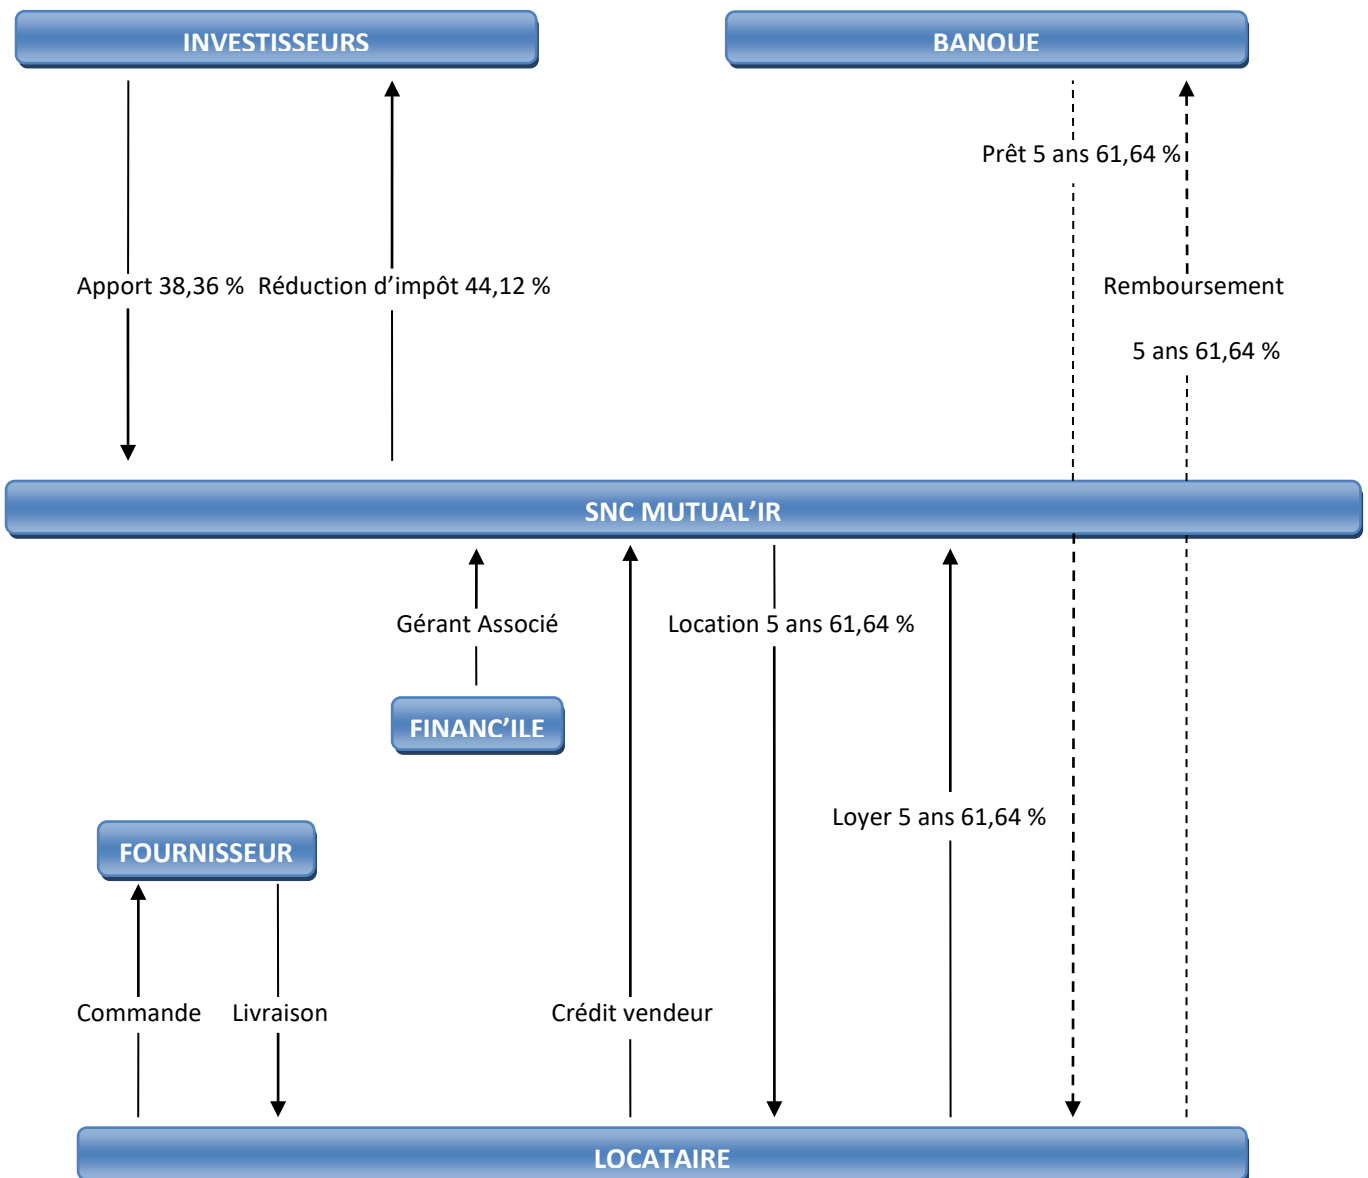 INVESTISSEURS
BANQUE
Prêt 5 ans 61,64 %
Apport 38,36 %
Réduction d’impôt 44,12 %
Remboursement
5 ans 61,64 %
SNC MUTUAL’IR
Gérant Associé
Location 5 ans 61,64 %
FINANC’ILE
Loyer 5 ans 61,64 %
FOURNISSEUR
Commande
Livraison
Crédit vendeur
LOCATAIRE